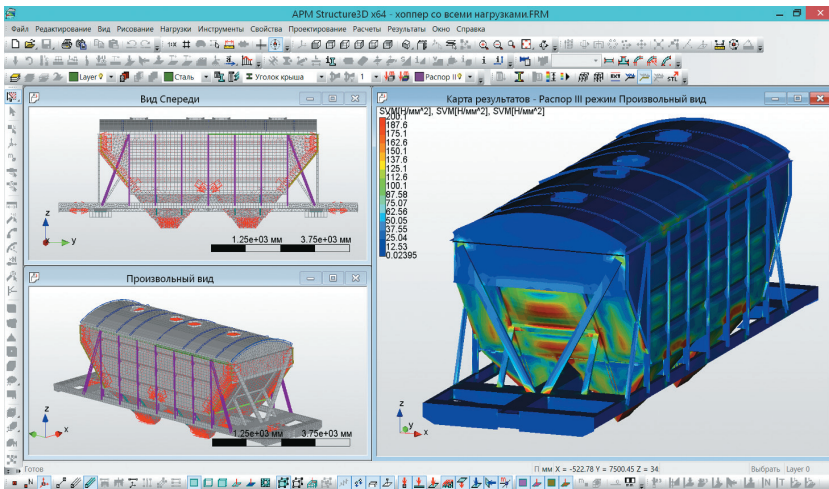 APM Structure3D x64 - хоппер со всеми нагрузками.FRM
Файл Редактирование Вид Рисование Нагрузки Инструменты Свойства Проектирование Расчеты Результаты Окно Справка
Layer 0 Сталь Уголок крыша 1 Распор II
Вид Спереди
z
y
1.25e+03 мм 3.75e+03 мм
Произвольный вид
z
x
1.25e+03 мм 3.75e+03 мм
Карта результатов - Распор III режим Произвольный вид
SVM[Н/мм^2], SVM[Н/мм^2], SVM[Н/мм^2]
200.1
187.6
175.1
162.6
150.1
137.6
125.1
112.6
100.1
87.58
75.07
62.56
50.05
37.55
25.04
12.53
0.02395
z
y
x
Готов П мм X = -522.78 Y = 7500.45 Z = 34 Выбрать Layer 0